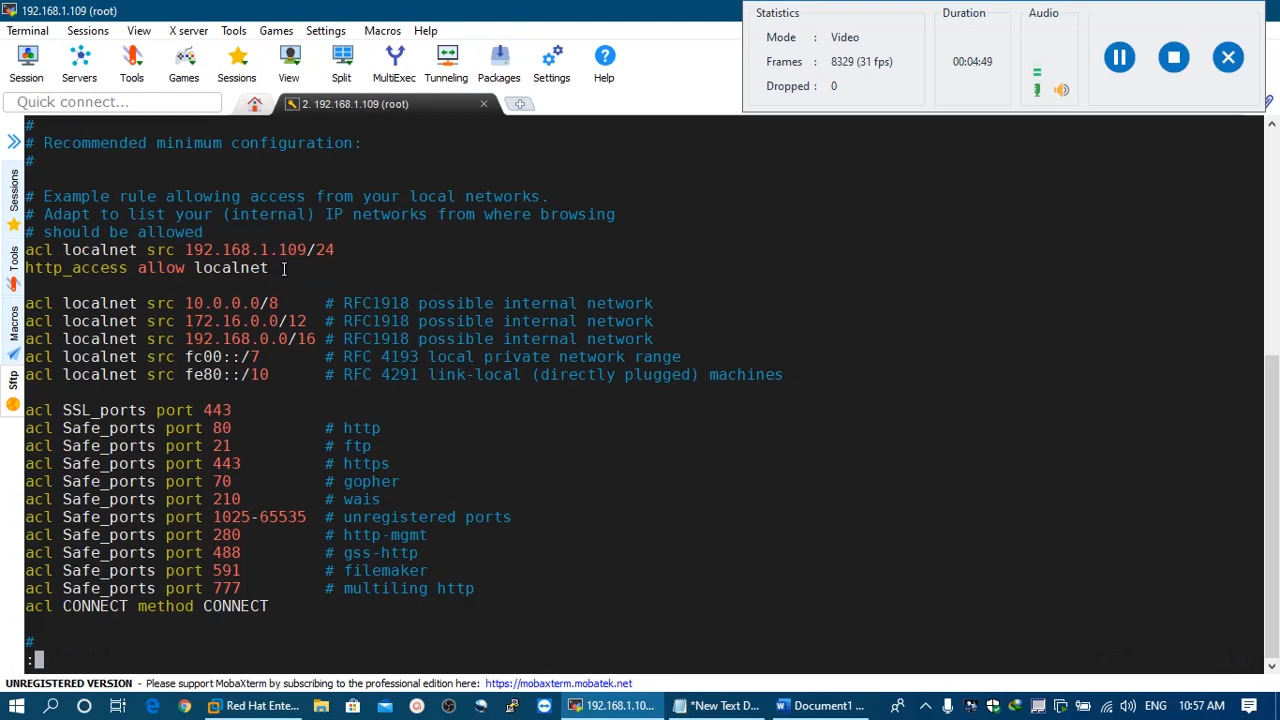 192.168.1.109 (root)
Terminal Sessions View X server Tools Games Settings Macros Help
Session Servers Tools Games Sessions View Split MultiExec Tunneling Packages Settings Help
Quick connect...
2. 192.168.1.109 (root)
Statistics
Mode : Video
Frames : 8329 (31 fps)
Dropped : 0
Duration
00:04:49
Audio
Sessions
Tools
Macros
Sftp
#
# Recommended minimum configuration:
#
# Example rule allowing access from your local networks.
# Adapt to list your (internal) IP networks from where browsing
# should be allowed
acl localnet src 192.168.1.109/24
http_access allow localnet
acl localnet src 10.0.0.0/8 # RFC1918 possible internal network
acl localnet src 172.16.0.0/12 # RFC1918 possible internal network
acl localnet src 192.168.0.0/16 # RFC1918 possible internal network
acl localnet src fc00::/7 # RFC 4193 local private network range
acl localnet src fe80::/10 # RFC 4291 link-local (directly plugged) machines
acl SSL_ports port 443
acl Safe_ports port 80 # http
acl Safe_ports port 21 # ftp
acl Safe_ports port 443 # https
acl Safe_ports port 70 # gopher
acl Safe_ports port 210 # wais
acl Safe_ports port 1025-65535 # unregistered ports
acl Safe_ports port 280 # http-mgmt
acl Safe_ports port 488 # gss-http
acl Safe_ports port 591 # filemaker
acl Safe_ports port 777 # multiling http
acl CONNECT method CONNECT
#
:
UNREGISTERED VERSION - Please support MobaXterm by subscribing to the professional edition here: https://mobaxterm.mobatek.net
Red Hat Ente...
192.168.1.10...
*New Text D...
Document1 ...
ENG
10:57 AM